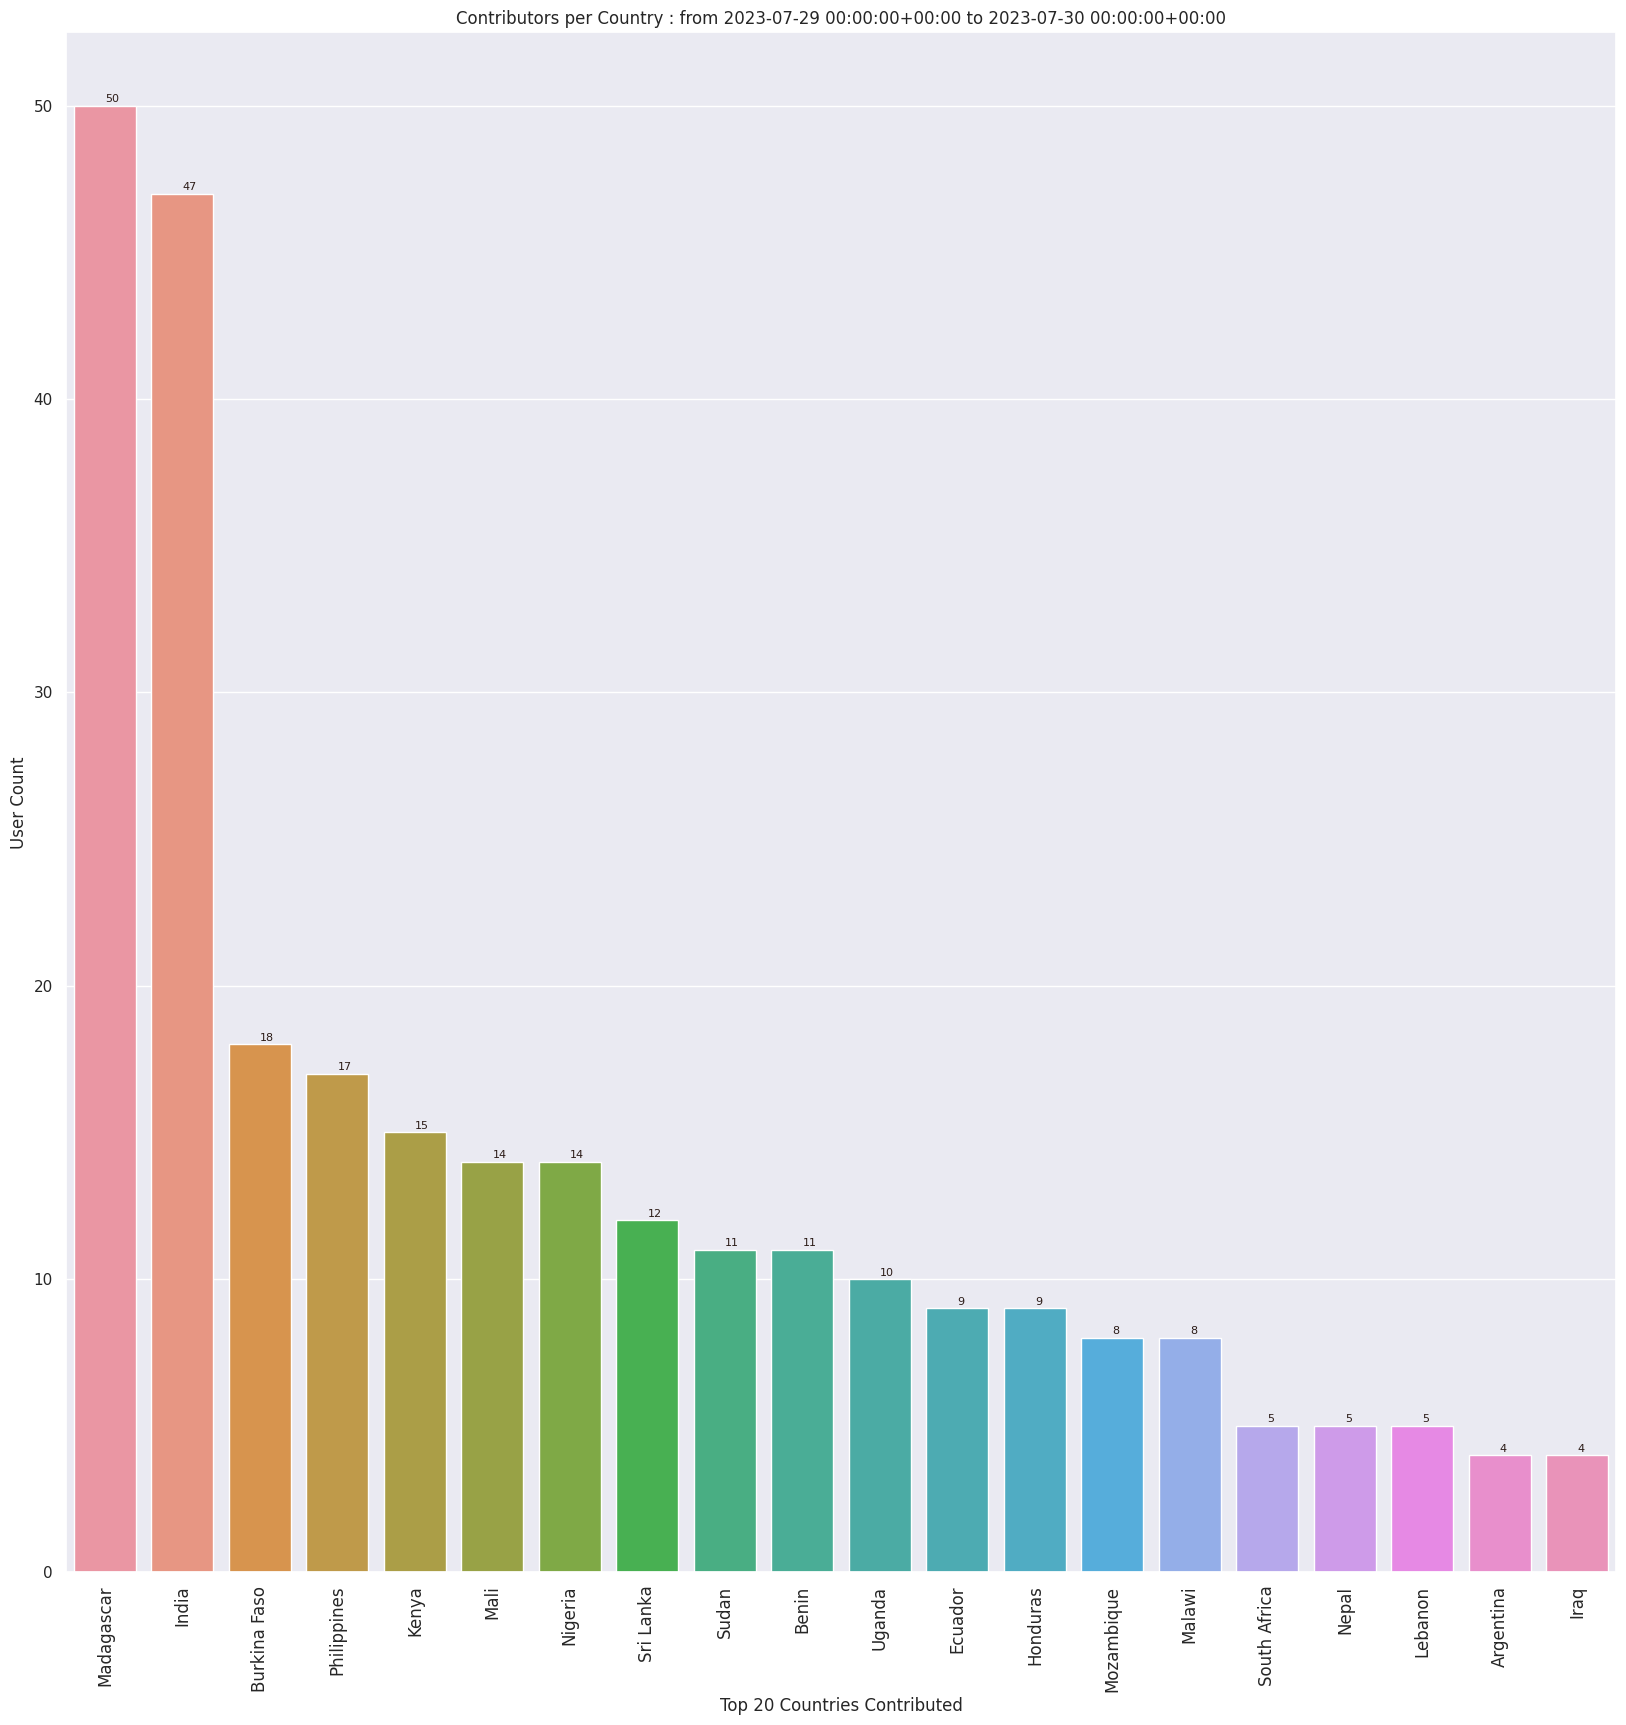 Contributors per Country : from 2023-07-29 00:00:00+00:00 to 2023-07-30 00:00:00+00:00
User Count
50
40
30
20
10
0
50
47
18
17
15
14
14
12
11
11
10
9
9
8
8
5
5
5
4
4
Madagascar
India
Burkina Faso
Philippines
Kenya
Mali
Nigeria
Sri Lanka
Sudan
Benin
Uganda
Ecuador
Honduras
Mozambique
Malawi
South Africa
Nepal
Lebanon
Argentina
Iraq
Top 20 Countries Contributed